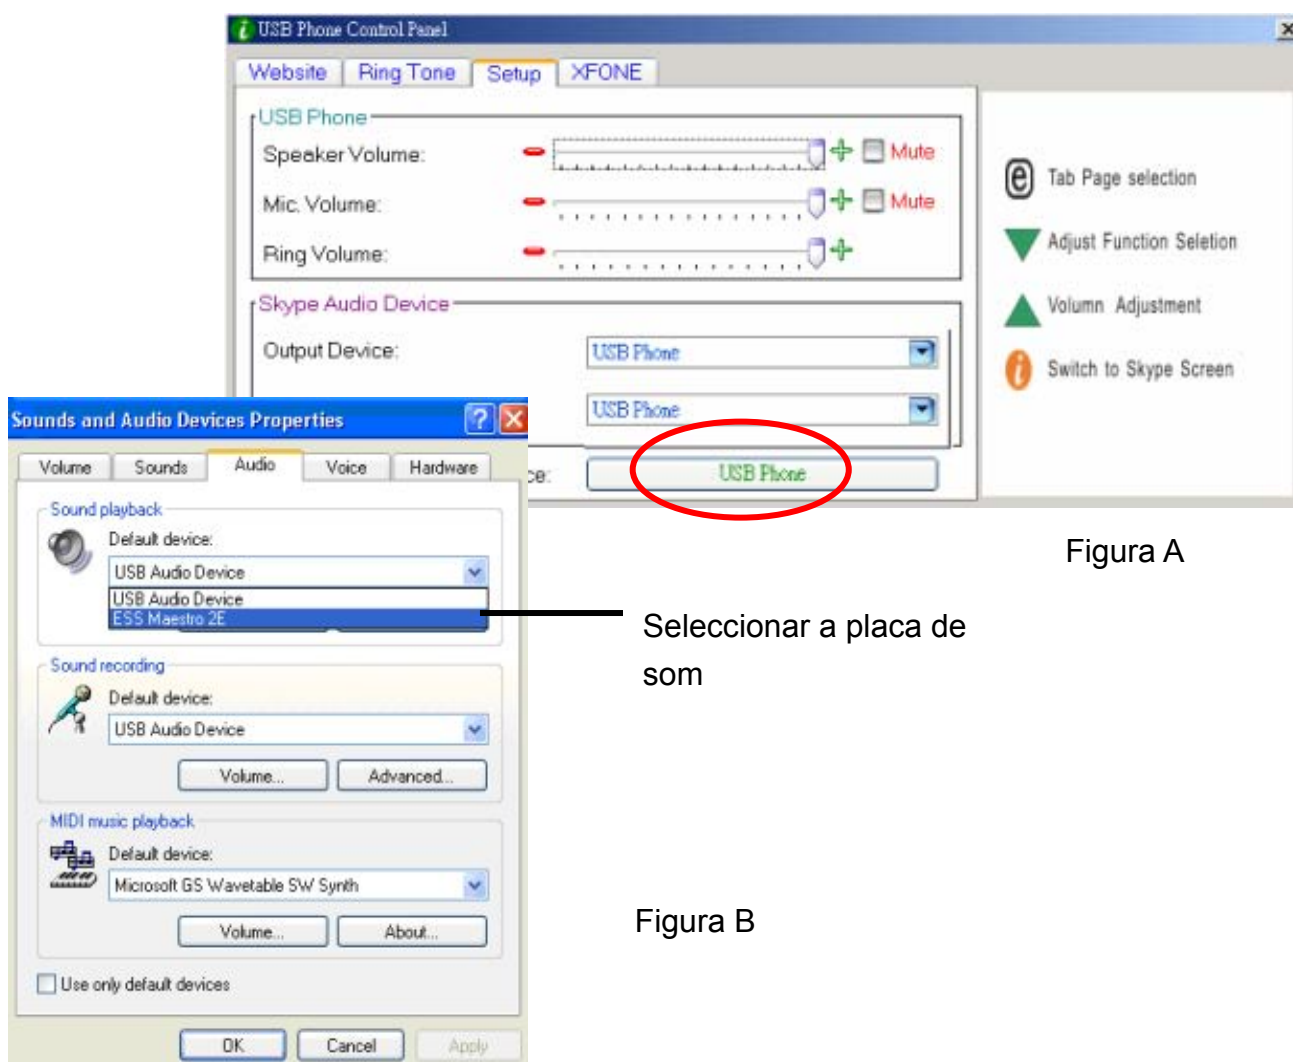 USB Phone Control Panel
Website Ring Tone Setup XFONE
USB Phone
Speaker Volume: Mute
Mic. Volume: Mute
Ring Volume:
Skype Audio Device
Output Device: USB Phone
USB Phone
ce: USB Phone
e Tab Page selection
Adjust Function Seletion
Volumn Adjustment
i Switch to Skype Screen
Figura A
Sounds and Audio Devices Properties
Volume Sounds Audio Voice Hardware
Sound playback
Default device:
USB Audio Device
USB Audio Device
ESS Maestro 2E
Seleccionar a placa de
som
Sound recording
Default device:
USB Audio Device
Volume... Advanced...
MIDI music playback
Default device:
Microsoft GS Wavetable SW Synth
Volume... About...
Use only default devices
OK Cancel Apply
Figura B